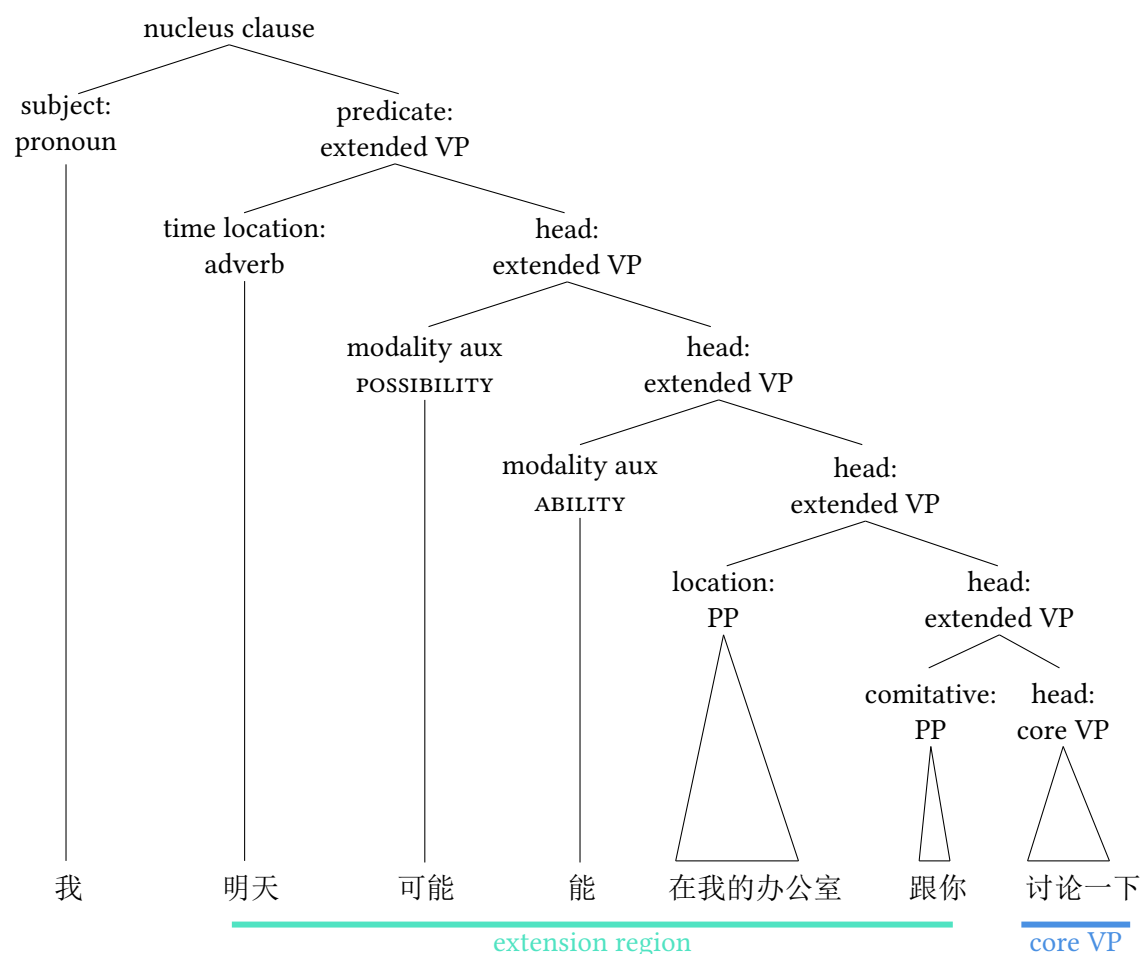 nucleus clause
subject:
pronoun
predicate:
extended VP
time location:
adverb
head:
extended VP
modality aux
POSSIBILITY
head:
extended VP
modality aux
ABILITY
head:
extended VP
location:
PP
head:
extended VP
comitative:
PP
head:
core VP
我 明天 可能 能 在我的办公室 跟你 讨论一下
extension region core VP